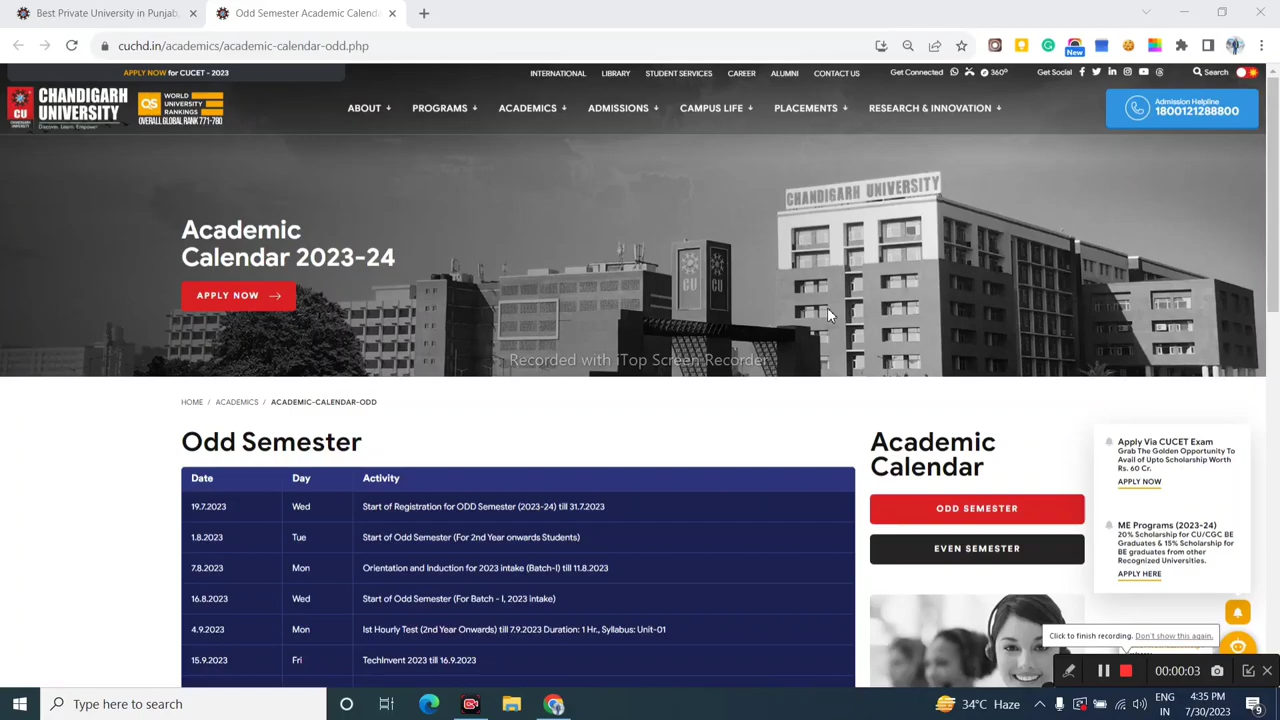 Best Private University in Punjab,
Odd Semester Academic Calenda
cuchd.in/academics/academic-calendar-odd.php
New
APPLY NOW for CUCET - 2023
INTERNATIONAL LIBRARY STUDENT SERVICES CAREER ALUMNI CONTACT US Get Connected 360° Get Social Search
CHANDIGARH
UNIVERSITY
Discover. Learn. Empower.
CU
QS WORLD UNIVERSITY RANKINGS
OVERALL GLOBAL RANK 771-780
ABOUT PROGRAMS ACADEMICS ADMISSIONS CAMPUS LIFE PLACEMENTS RESEARCH & INNOVATION
Admission Helpline
1800121288800
CHANDIGARH UNIVERSITY
CU CU
Academic
Calendar 2023-24
APPLY NOW
Recorded with iTop Screen Recorder
HOME / ACADEMICS / ACADEMIC-CALENDAR-ODD
Odd Semester
Date Day Activity
19.7.2023 Wed Start of Registration for ODD Semester (2023-24) till 31.7.2023
1.8.2023 Tue Start of Odd Semester (For 2nd Year onwards Students)
7.8.2023 Mon Orientation and Induction for 2023 intake (Batch-I) till 11.8.2023
16.8.2023 Wed Start of Odd Semester (For Batch - I, 2023 intake)
4.9.2023 Mon Ist Hourly Test (2nd Year Onwards) till 7.9.2023 Duration: 1 Hr., Syllabus: Unit-01
15.9.2023 Fri TechInvent 2023 till 16.9.2023
Academic
Calendar
ODD SEMESTER
EVEN SEMESTER
Apply Via CUCET Exam
Grab The Golden Opportunity To
Avail of Upto Scholarship Worth
Rs. 60 Cr.
APPLY NOW
ME Programs (2023-24)
20% Scholarship for CU/CGC BE
Graduates & 15% Scholarship for
BE graduates from other
Recognized Universities.
APPLY HERE
Click to finish recording. Don't show this again.
00:00:03
Type here to search
34°C Haze
ENG
IN
4:35 PM
7/30/2023
9